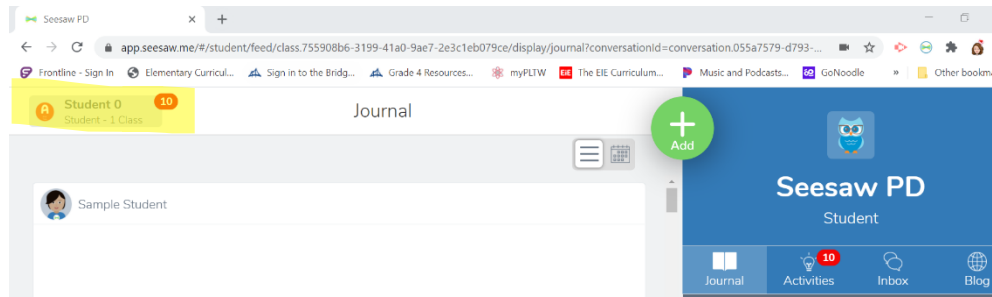 Seesaw PD
app.seesaw.me/#/student/feed/class.755908b6-3199-41a0-9ae7-2e3c1eb079ce/display/journal?conversationId=conversation.055a7579-d793-...
Frontline - Sign In Elementary Curricul... Sign in to the Bridg... Grade 4 Resources... myPLTW EiE The EIE Curriculum... Music and Podcasts... GoNoodle » Other bookma
A Student 0 10
Student - 1 Class
Journal
Add
Sample Student
Seesaw PD
Student
10
Journal Activities Inbox Blog